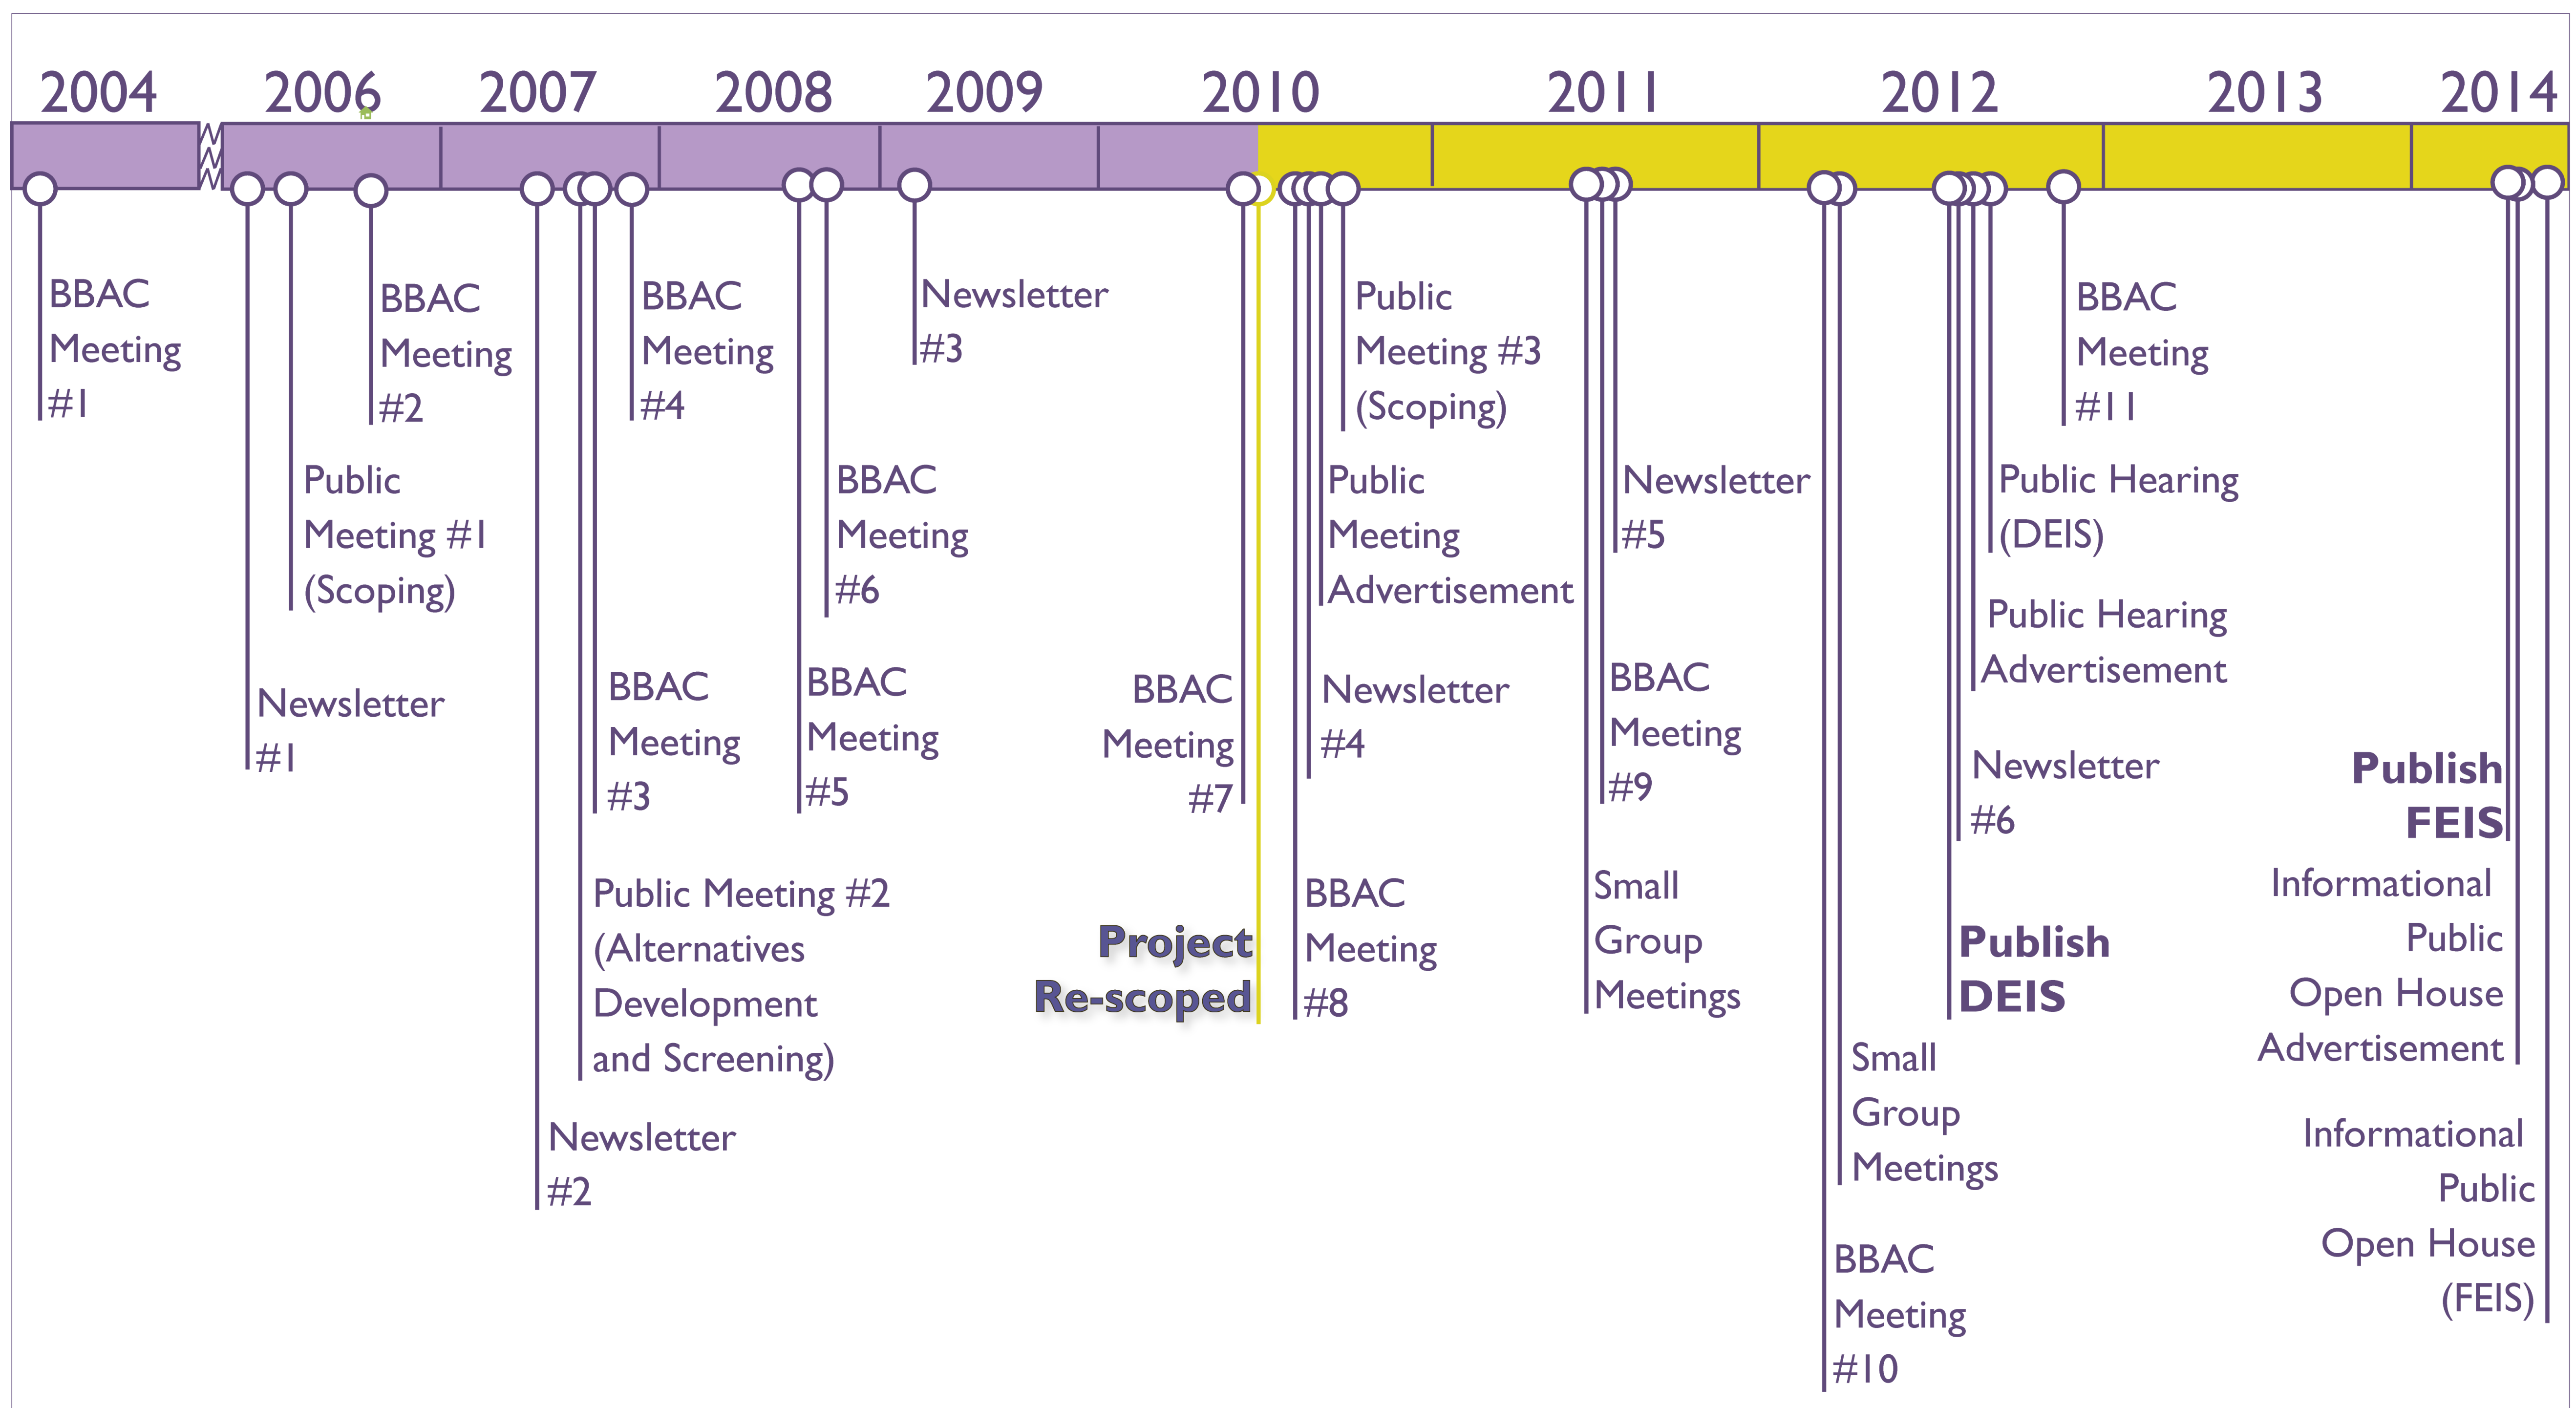 2004
2006
2007
2008
2009
2010
2011
2012
2013
2014
BBAC
Meeting
#1
Newsletter
#1
Public
Meeting #1
(Scoping)
BBAC
Meeting
#2
Newsletter
#2
Public Meeting #2
(Alternatives
Development
and Screening)
BBAC
Meeting
#3
BBAC
Meeting
#4
BBAC
Meeting
#5
BBAC
Meeting
#6
Newsletter
#3
BBAC
Meeting
#7
Project
Re-scoped
BBAC
Meeting
#8
Newsletter
#4
Public
Meeting
Advertisement
Public
Meeting #3
(Scoping)
Small
Group
Meetings
BBAC
Meeting
#9
Newsletter
#5
BBAC
Meeting
#10
Small
Group
Meetings
Publish
DEIS
Newsletter
#6
Public Hearing
Advertisement
Public Hearing
(DEIS)
BBAC
Meeting
#11
Publish
FEIS
Informational
Public
Open House
Advertisement
Informational
Public
Open House
(FEIS)